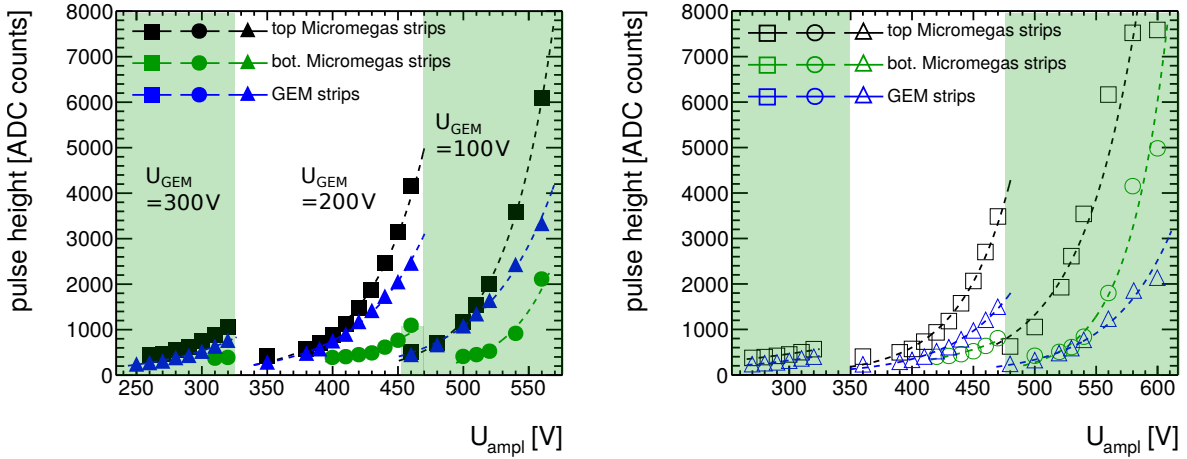 pulse height [ADC counts]
8000
7000
6000
5000
4000
3000
2000
1000
0
top Micromegas strips
bot. Micromegas strips
GEM strips
U_GEM
=300V
U_GEM
=200V
U_GEM
=100V
250 300 350 400 450 500 550
U_ampl [V]
pulse height [ADC counts]
8000
7000
6000
5000
4000
3000
2000
1000
0
top Micromegas strips
bot. Micromegas strips
GEM strips
300 350 400 450 500 550 600
U_ampl [V]